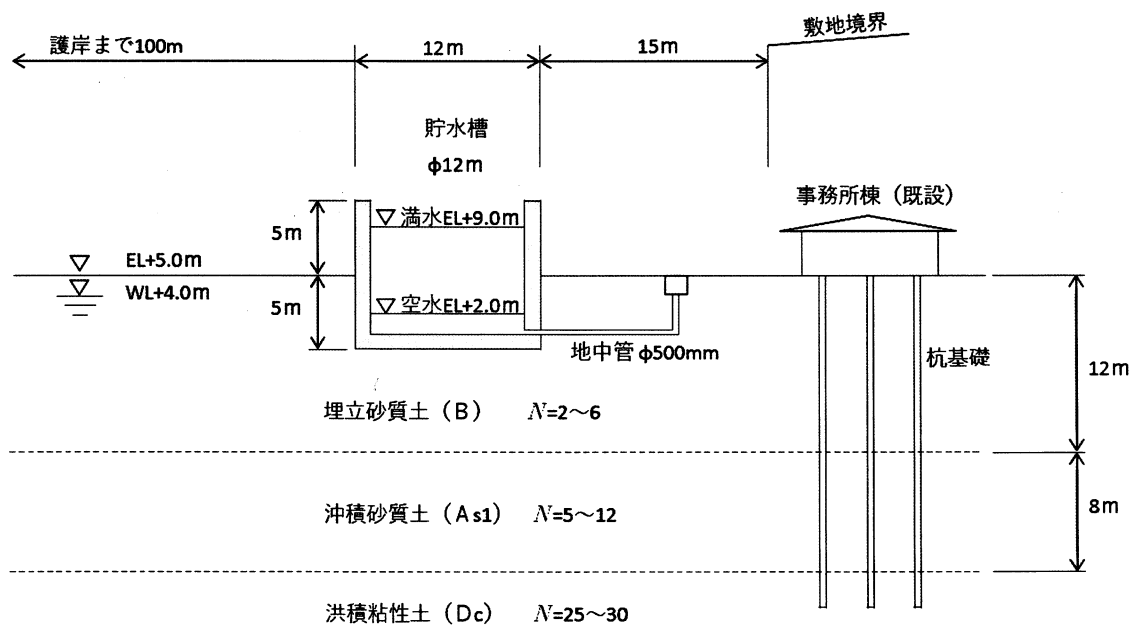 敷地境界
護岸まで100m
12m
15m
貯水槽
φ12m
事務所棟（既設）
満水EL+9.0m
5m
EL+5.0m
WL+4.0m
空水EL+2.0m
5m
地中管 φ500mm
杭基礎
12m
埋立砂質土（B） N=2～6
沖積砂質土（As1） N=5～12
8m
洪積粘性土（Dc） N=25～30